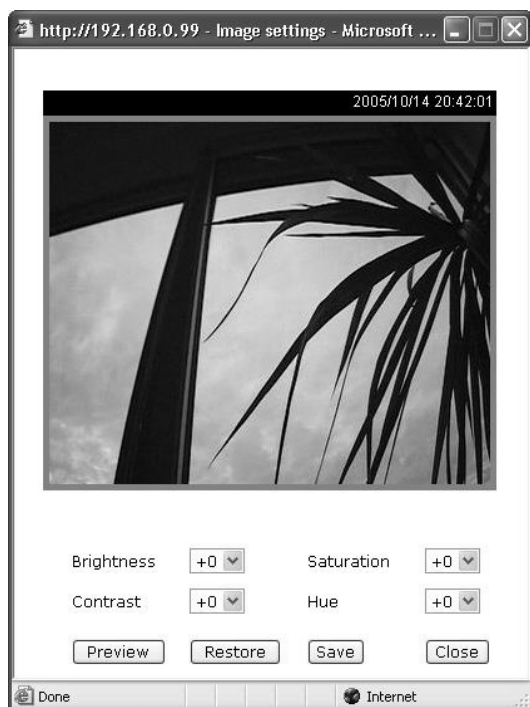 http://192.168.0.99 - Image settings - Microsoft ...
2005/10/14 20:42:01
Brightness +0 Saturation +0
Contrast +0 Hue +0
Preview Restore Save Close
Done Internet